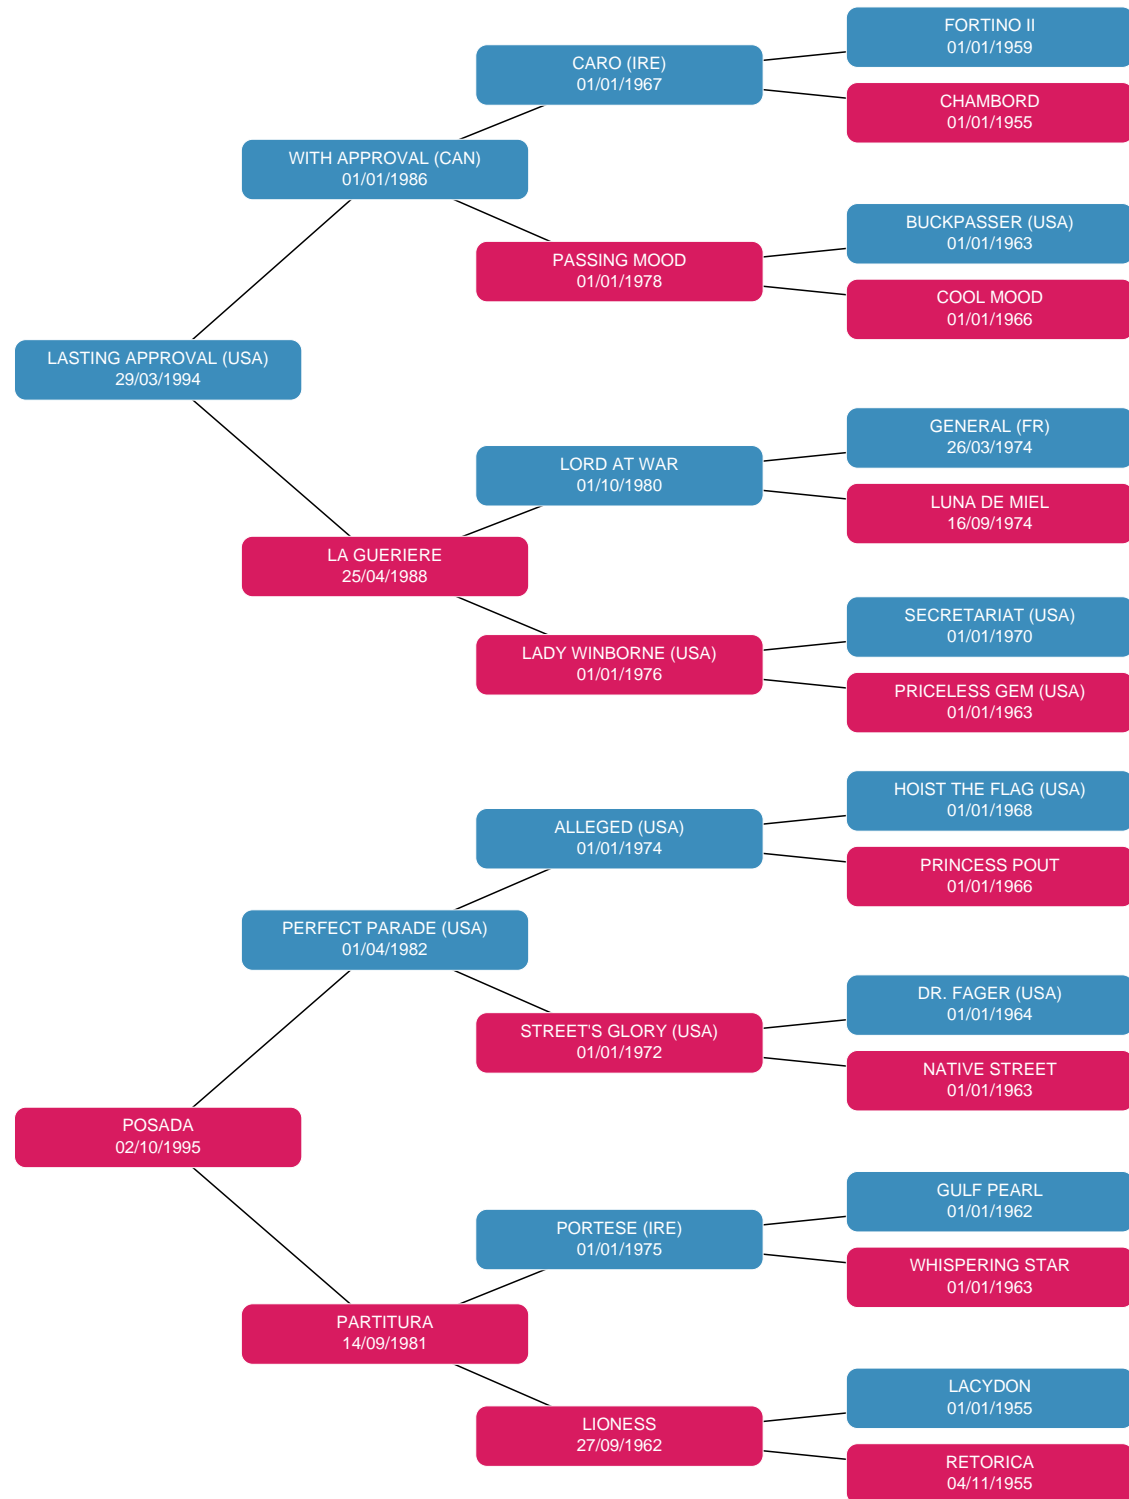 FORTINO II
01/01/1959
CARO (IRE)
01/01/1967
CHAMBORD
01/01/1955
WITH APPROVAL (CAN)
01/01/1986
BUCKPASSER (USA)
01/01/1963
PASSING MOOD
01/01/1978
COOL MOOD
01/01/1966
LASTING APPROVAL (USA)
29/03/1994
GENERAL (FR)
26/03/1974
LORD AT WAR
01/10/1980
LUNA DE MIEL
16/09/1974
LA GUERIERE
25/04/1988
SECRETARIAT (USA)
01/01/1970
LADY WINBORNE (USA)
01/01/1976
PRICELESS GEM (USA)
01/01/1963
HOIST THE FLAG (USA)
01/01/1968
ALLEGED (USA)
01/01/1974
PRINCESS POUT
01/01/1966
PERFECT PARADE (USA)
01/04/1982
DR. FAGER (USA)
01/01/1964
STREET'S GLORY (USA)
01/01/1972
NATIVE STREET
01/01/1963
POSADA
02/10/1995
GULF PEARL
01/01/1962
PORTESE (IRE)
01/01/1975
WHISPERING STAR
01/01/1963
PARTITURA
14/09/1981
LACYDON
01/01/1955
LIONESS
27/09/1962
RETORICA
04/11/1955